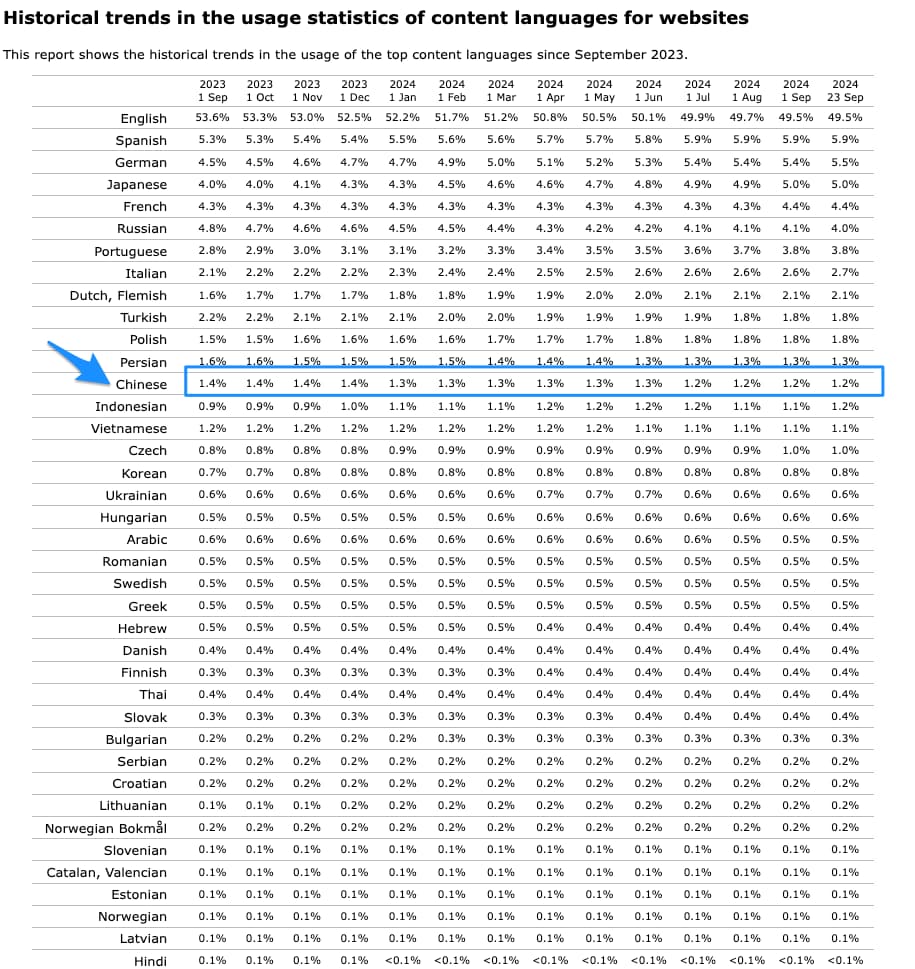 Historical trends in the usage statistics of content languages for websites
This report shows the historical trends in the usage of the top content languages since September 2023.
2023 2023 2023 2023 2024 2024 2024 2024 2024 2024 2024 2024 2024 2024
1 Sep 1 Oct 1 Nov 1 Dec 1 Jan 1 Feb 1 Mar 1 Apr 1 May 1 Jun 1 Jul 1 Aug 1 Sep 23 Sep
English 53.6% 53.3% 53.0% 52.5% 52.2% 51.7% 51.2% 50.8% 50.5% 50.1% 49.9% 49.7% 49.5% 49.5%
Spanish 5.3% 5.3% 5.4% 5.4% 5.5% 5.6% 5.6% 5.7% 5.7% 5.8% 5.9% 5.9% 5.9% 5.9%
German 4.5% 4.5% 4.6% 4.7% 4.7% 4.9% 5.0% 5.1% 5.2% 5.3% 5.4% 5.4% 5.4% 5.5%
Japanese 4.0% 4.0% 4.1% 4.3% 4.3% 4.5% 4.6% 4.6% 4.7% 4.8% 4.9% 4.9% 5.0% 5.0%
French 4.3% 4.3% 4.3% 4.3% 4.3% 4.3% 4.3% 4.3% 4.3% 4.3% 4.3% 4.3% 4.4% 4.4%
Russian 4.8% 4.7% 4.6% 4.6% 4.5% 4.5% 4.4% 4.3% 4.2% 4.2% 4.1% 4.1% 4.1% 4.0%
Portuguese 2.8% 2.9% 3.0% 3.1% 3.1% 3.2% 3.3% 3.4% 3.5% 3.5% 3.6% 3.7% 3.8% 3.8%
Italian 2.1% 2.2% 2.2% 2.2% 2.3% 2.4% 2.4% 2.5% 2.5% 2.6% 2.6% 2.6% 2.6% 2.7%
Dutch, Flemish 1.6% 1.7% 1.7% 1.7% 1.8% 1.8% 1.9% 1.9% 2.0% 2.0% 2.1% 2.1% 2.1% 2.1%
Turkish 2.2% 2.2% 2.1% 2.1% 2.1% 2.0% 2.0% 1.9% 1.9% 1.9% 1.9% 1.8% 1.8% 1.8%
Polish 1.5% 1.5% 1.6% 1.6% 1.6% 1.6% 1.7% 1.7% 1.7% 1.8% 1.8% 1.8% 1.8% 1.8%
Persian 1.6% 1.6% 1.5% 1.5% 1.5% 1.5% 1.4% 1.4% 1.4% 1.3% 1.3% 1.3% 1.3% 1.3%
Chinese 1.4% 1.4% 1.4% 1.4% 1.3% 1.3% 1.3% 1.3% 1.3% 1.3% 1.2% 1.2% 1.2% 1.2%
Indonesian 0.9% 0.9% 0.9% 1.0% 1.1% 1.1% 1.1% 1.2% 1.2% 1.2% 1.2% 1.1% 1.1% 1.2%
Vietnamese 1.2% 1.2% 1.2% 1.2% 1.2% 1.2% 1.2% 1.2% 1.2% 1.1% 1.1% 1.1% 1.1% 1.1%
Czech 0.8% 0.8% 0.8% 0.8% 0.9% 0.9% 0.9% 0.9% 0.9% 0.9% 0.9% 0.9% 1.0% 1.0%
Korean 0.7% 0.7% 0.8% 0.8% 0.8% 0.8% 0.8% 0.8% 0.8% 0.8% 0.8% 0.8% 0.8% 0.8%
Ukrainian 0.6% 0.6% 0.6% 0.6% 0.6% 0.6% 0.6% 0.7% 0.7% 0.7% 0.6% 0.6% 0.6% 0.6%
Hungarian 0.5% 0.5% 0.5% 0.5% 0.5% 0.5% 0.6% 0.6% 0.6% 0.6% 0.6% 0.6% 0.6% 0.6%
Arabic 0.6% 0.6% 0.6% 0.6% 0.6% 0.6% 0.6% 0.6% 0.6% 0.6% 0.6% 0.5% 0.5% 0.5%
Romanian 0.5% 0.5% 0.5% 0.5% 0.5% 0.5% 0.5% 0.5% 0.5% 0.5% 0.5% 0.5% 0.5% 0.5%
Swedish 0.5% 0.5% 0.5% 0.5% 0.5% 0.5% 0.5% 0.5% 0.5% 0.5% 0.5% 0.5% 0.5% 0.5%
Greek 0.5% 0.5% 0.5% 0.5% 0.5% 0.5% 0.5% 0.5% 0.5% 0.5% 0.5% 0.5% 0.5% 0.5%
Hebrew 0.5% 0.5% 0.5% 0.5% 0.5% 0.5% 0.5% 0.4% 0.4% 0.4% 0.4% 0.4% 0.4% 0.4%
Danish 0.4% 0.4% 0.4% 0.4% 0.4% 0.4% 0.4% 0.4% 0.4% 0.4% 0.4% 0.4% 0.4% 0.4%
Finnish 0.3% 0.3% 0.3% 0.3% 0.3% 0.3% 0.3% 0.4% 0.4% 0.4% 0.4% 0.4% 0.4% 0.4%
Thai 0.4% 0.4% 0.4% 0.4% 0.4% 0.4% 0.4% 0.4% 0.4% 0.4% 0.4% 0.4% 0.4% 0.4%
Slovak 0.3% 0.3% 0.3% 0.3% 0.3% 0.3% 0.3% 0.3% 0.3% 0.4% 0.4% 0.4% 0.4% 0.4%
Bulgarian 0.2% 0.2% 0.2% 0.2% 0.2% 0.3% 0.3% 0.3% 0.3% 0.3% 0.3% 0.3% 0.3% 0.3%
Serbian 0.2% 0.2% 0.2% 0.2% 0.2% 0.2% 0.2% 0.2% 0.2% 0.2% 0.2% 0.2% 0.2% 0.2%
Croatian 0.2% 0.2% 0.2% 0.2% 0.2% 0.2% 0.2% 0.2% 0.2% 0.2% 0.2% 0.2% 0.2% 0.2%
Lithuanian 0.1% 0.1% 0.1% 0.2% 0.2% 0.2% 0.2% 0.2% 0.2% 0.2% 0.2% 0.2% 0.2% 0.2%
Norwegian Bokmål 0.2% 0.2% 0.2% 0.2% 0.2% 0.2% 0.2% 0.2% 0.2% 0.2% 0.2% 0.2% 0.2% 0.2%
Slovenian 0.1% 0.1% 0.1% 0.1% 0.1% 0.1% 0.1% 0.1% 0.1% 0.1% 0.1% 0.1% 0.1% 0.1%
Catalan, Valencian 0.1% 0.1% 0.1% 0.1% 0.1% 0.1% 0.1% 0.1% 0.1% 0.1% 0.1% 0.1% 0.1% 0.1%
Estonian 0.1% 0.1% 0.1% 0.1% 0.1% 0.1% 0.1% 0.1% 0.1% 0.1% 0.1% 0.1% 0.1% 0.1%
Norwegian 0.1% 0.1% 0.1% 0.1% 0.1% 0.1% 0.1% 0.1% 0.1% 0.1% 0.1% 0.1% 0.1% 0.1%
Latvian 0.1% 0.1% 0.1% 0.1% 0.1% 0.1% 0.1% 0.1% 0.1% 0.1% 0.1% 0.1% 0.1% 0.1%
Hindi 0.1% 0.1% 0.1% 0.1% <0.1% <0.1% <0.1% <0.1% <0.1% <0.1% <0.1% <0.1% <0.1% <0.1%